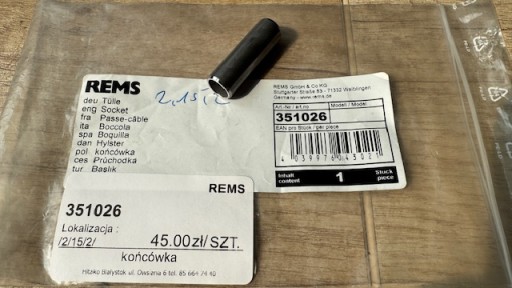 REMS
deu Tülle
eng Socket
fra Passe-câble
ita Boccola
spa Boquilla
dan Hylster
pol końcówka
ces Průchodka
tur Baslik
2,15,2
REMS GmbH & Co KG
Stuttgarter Straße 83 - 71332 Waiblingen
Germany - www.rems.de
Art.-Nr / art.no
Modell / Model
351026
EAN pro Stück / per piece
4 039976 043021
Inhalt
content
1
Stück
piece
REMS
351026
Lokalizacja :
/2/15/2/
45.00zł/SZT.
końcówka
Hitako Białystok ul. Owsiana 6 tel. 85 664 74 40